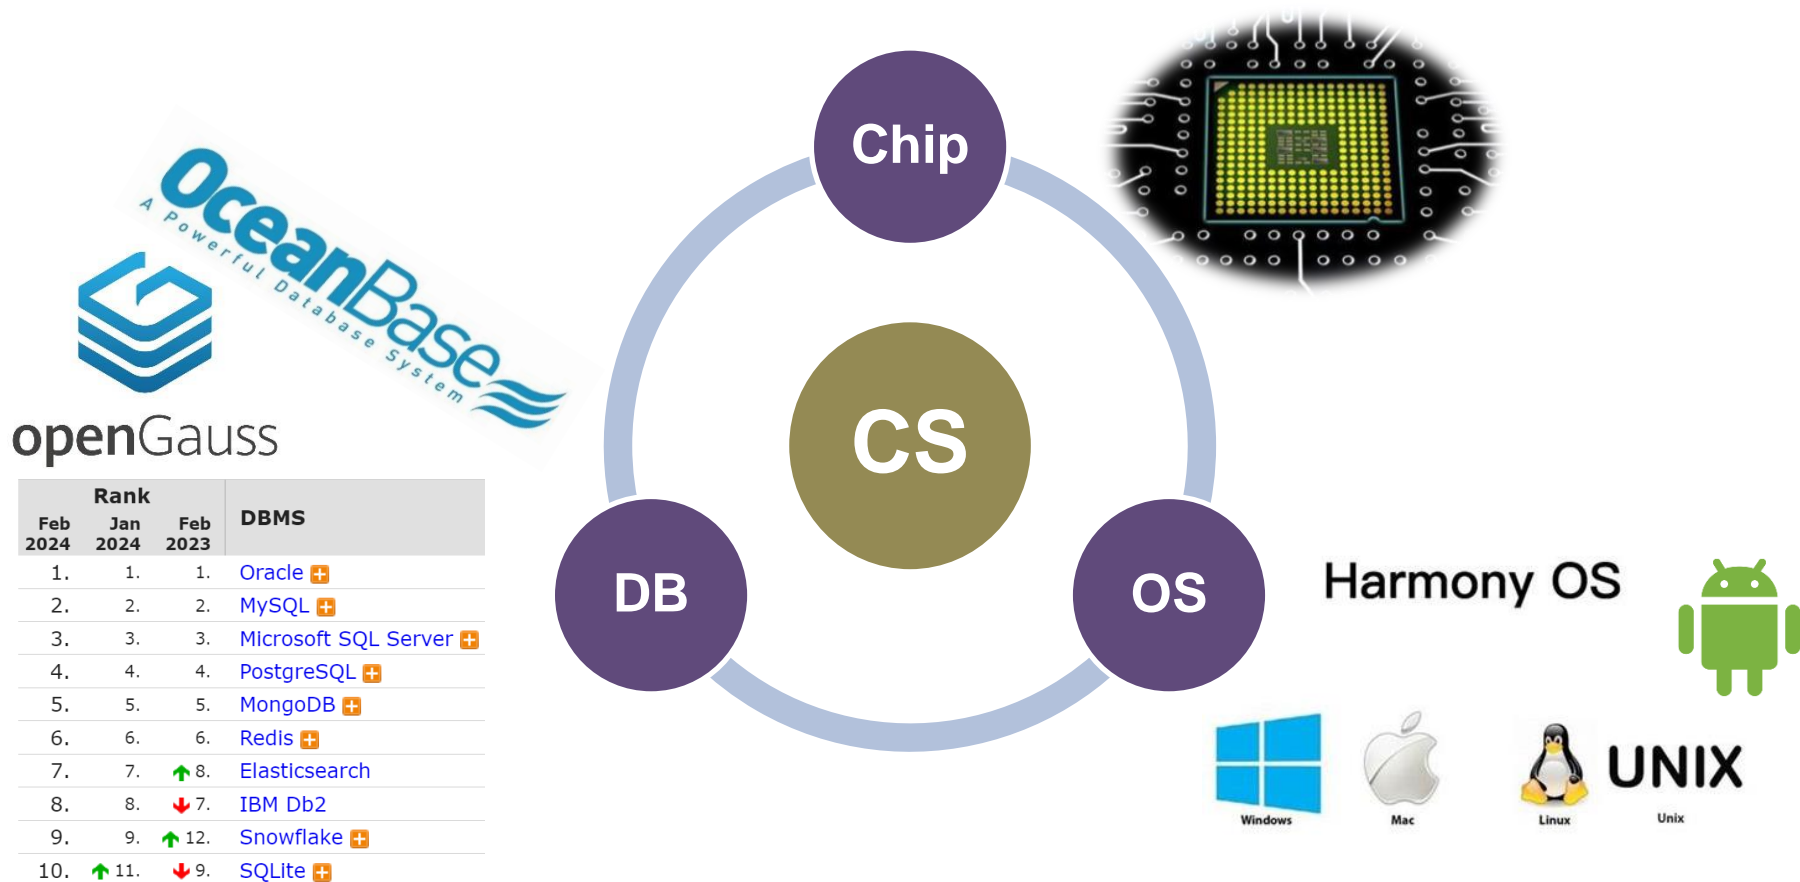 Chip
OceanBase
A Powerful Database System
openGauss
CS
DB
OS
Rank
DBMS
Feb 2024
Jan 2024
Feb 2023
1. 1. 1. Oracle
2. 2. 2. MySQL
3. 3. 3. Microsoft SQL Server
4. 4. 4. PostgreSQL
5. 5. 5. MongoDB
6. 6. 6. Redis
7. 7. 8. Elasticsearch
8. 8. 7. IBM Db2
9. 9. 12. Snowflake
10. 11. 9. SQLite
Harmony OS
UNIX
Windows
Mac
Linux
Unix